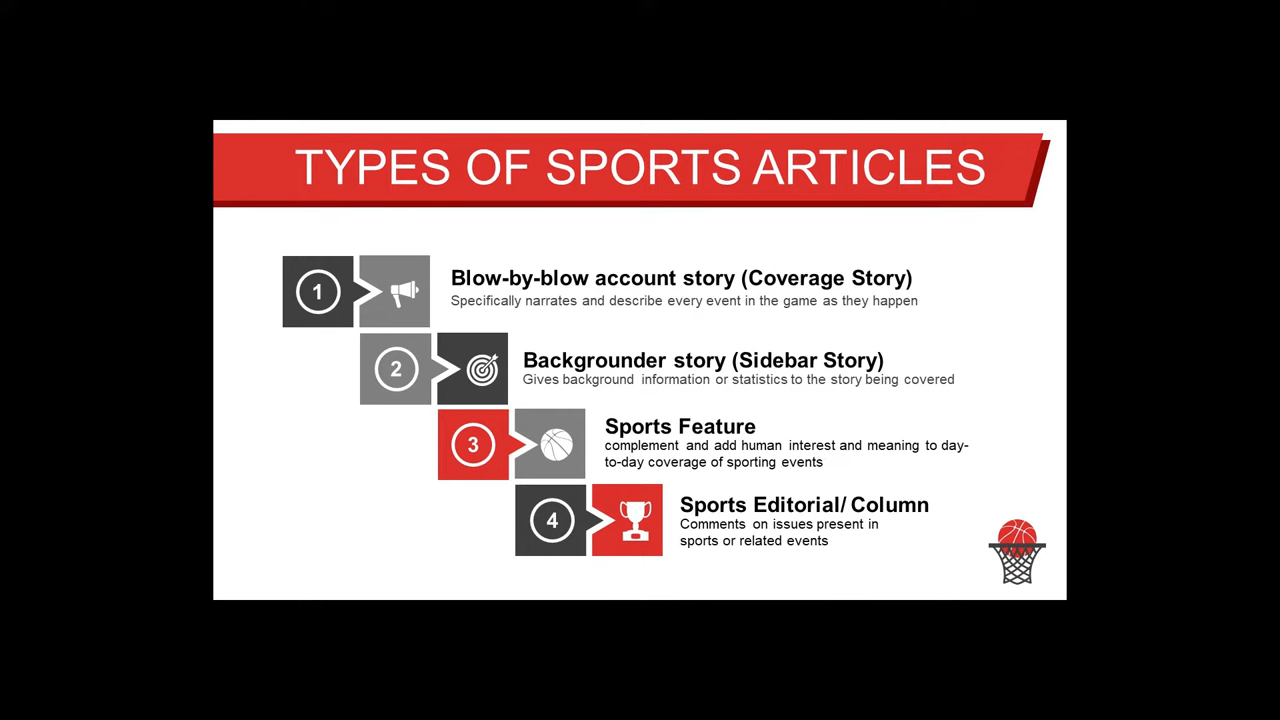 TYPES OF SPORTS ARTICLES
1
Blow-by-blow account story (Coverage Story)
Specifically narrates and describe every event in the game as they happen
2
Backgrounder story (Sidebar Story)
Gives background information or statistics to the story being covered
3
Sports Feature
complement and add human interest and meaning to day-
to-day coverage of sporting events
4
Sports Editorial/ Column
Comments on issues present in
sports or related events